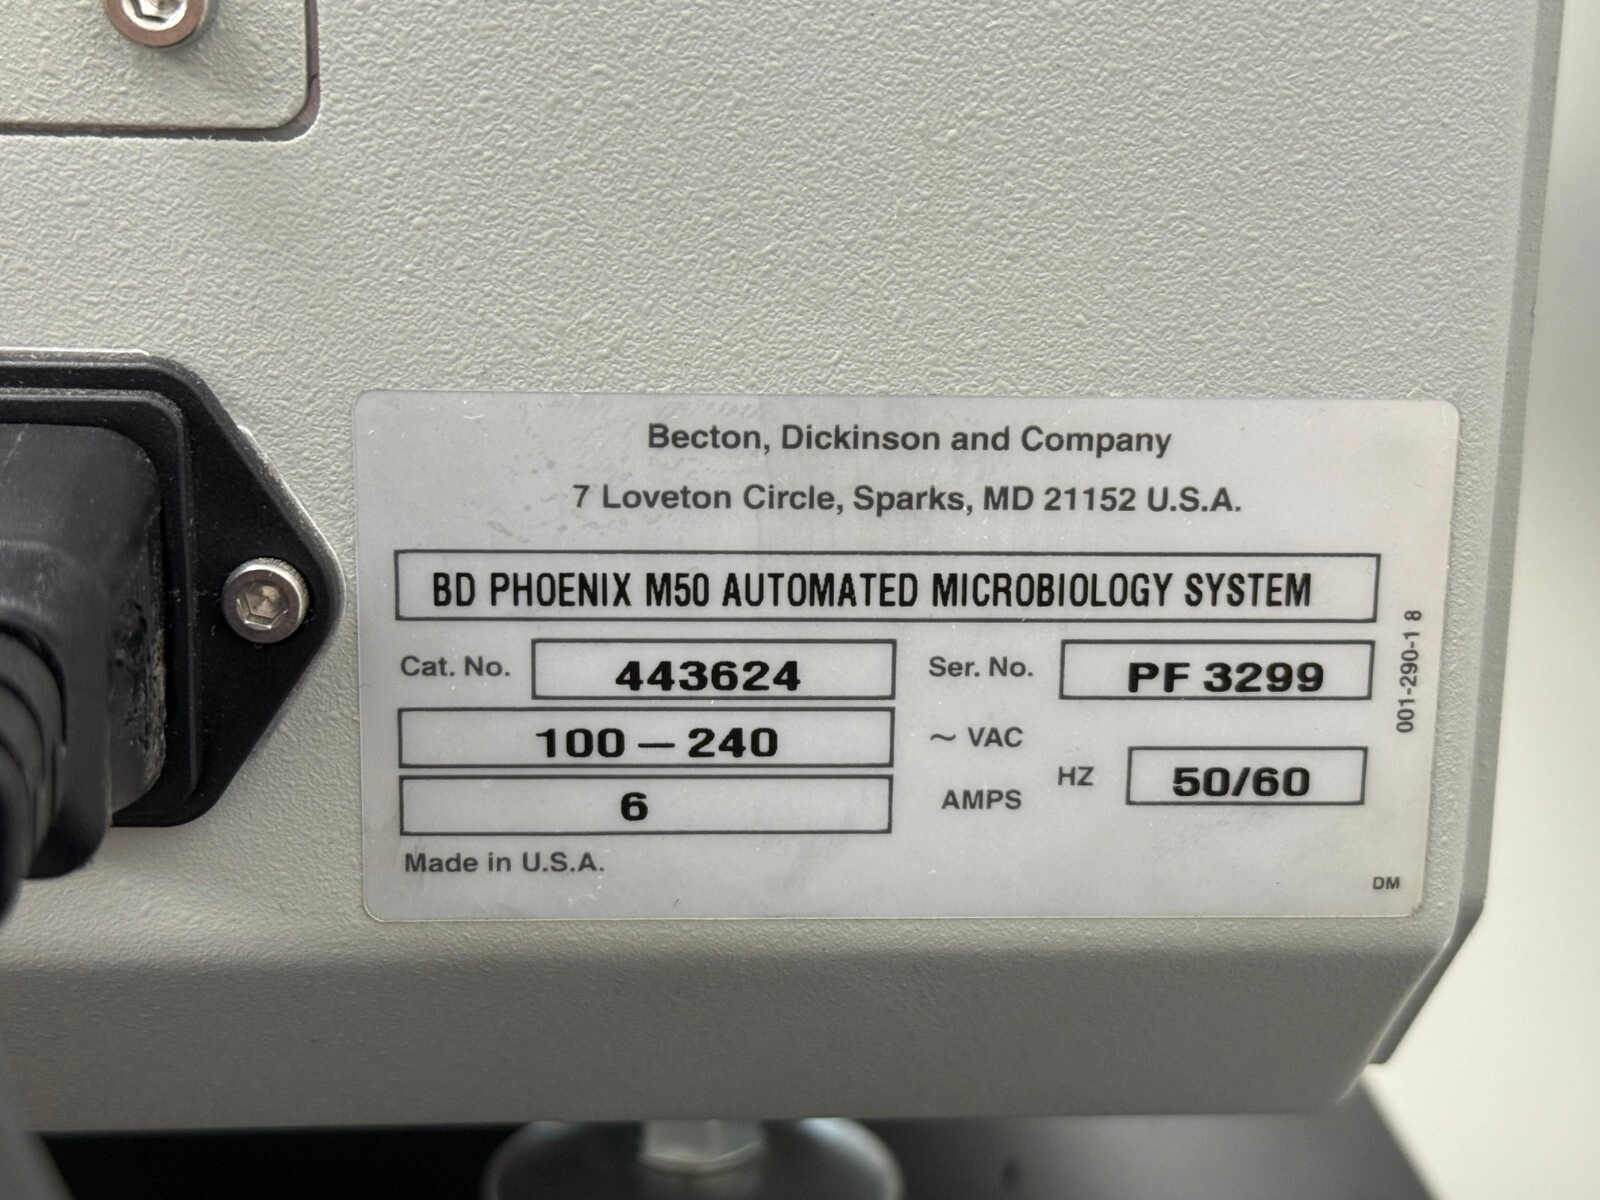 Becton, Dickinson and Company
7 Loveton Circle, Sparks, MD 21152 U.S.A.
BD PHOENIX M50 AUTOMATED MICROBIOLOGY SYSTEM
Cat. No. 443624 Ser. No. PF 3299
100 – 240 ~ VAC
HZ 50/60
6 AMPS
Made in U.S.A.
DM
001-290-1 8